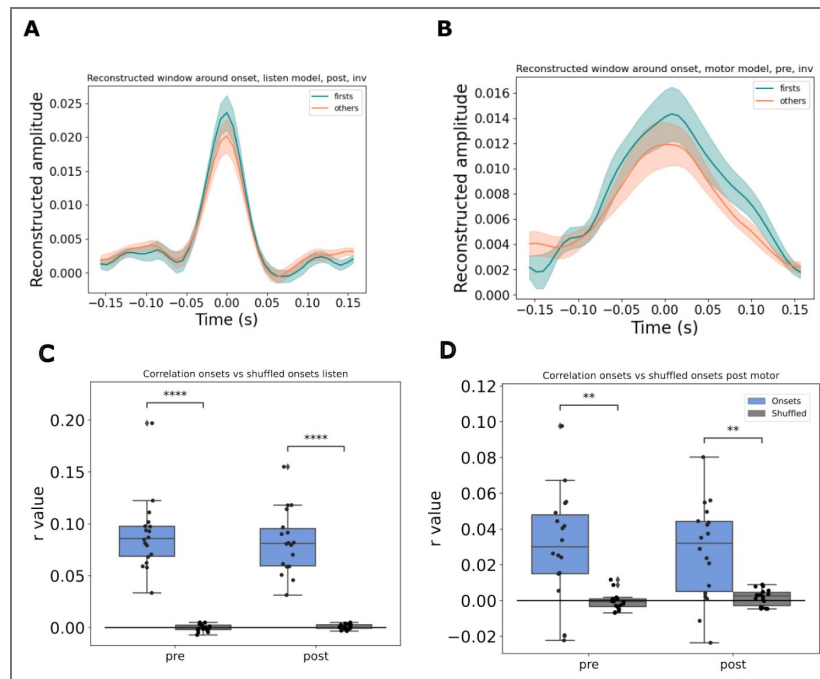 A
Reconstructed window around onset, listen model, post, inv
firsts
others
Reconstructed amplitude
0.025
0.020
0.015
0.010
0.005
0.000
−0.15 −0.10 −0.05 0.00 0.05 0.10 0.15
Time (s)
B
Reconstructed window around onset, motor model, pre, inv
firsts
others
Reconstructed amplitude
0.016
0.014
0.012
0.010
0.008
0.006
0.004
0.002
0.000
−0.15 −0.10 −0.05 0.00 0.05 0.10 0.15
Time (s)
C
Correlation onsets vs shuffled onsets listen
****
****
r value
0.20
0.15
0.10
0.05
0.00
pre post
D
Correlation onsets vs shuffled onsets post motor
Onsets
Shuffled
**
**
r value
0.12
0.10
0.08
0.06
0.04
0.02
0.00
−0.02
pre post